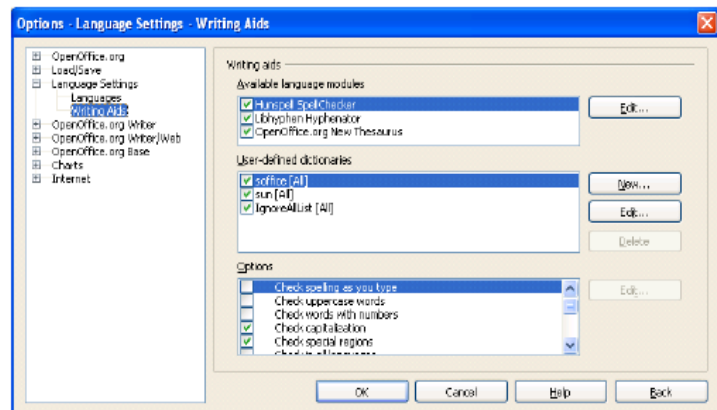 Options - Language Settings - Writing Aids
OpenOffice.org
Load/Save
Language Settings
Languages
Writing Aids
OpenOffice.org Writer
OpenOffice.org Writer/Web
OpenOffice.org Base
Charts
Internet
Writing aids
Available language modules
Hunspell SpellChecker
Libhyphen Hyphenator
OpenOffice.org New Thesaurus
Edit...
User-defined dictionaries
soffice [All]
sun [All]
IgnoreAllList [All]
New...
Edit...
Delete
Options
Check spelling as you type
Check uppercase words
Check words with numbers
Check capitalization
Check special regions
Edit...
OK
Cancel
Help
Back